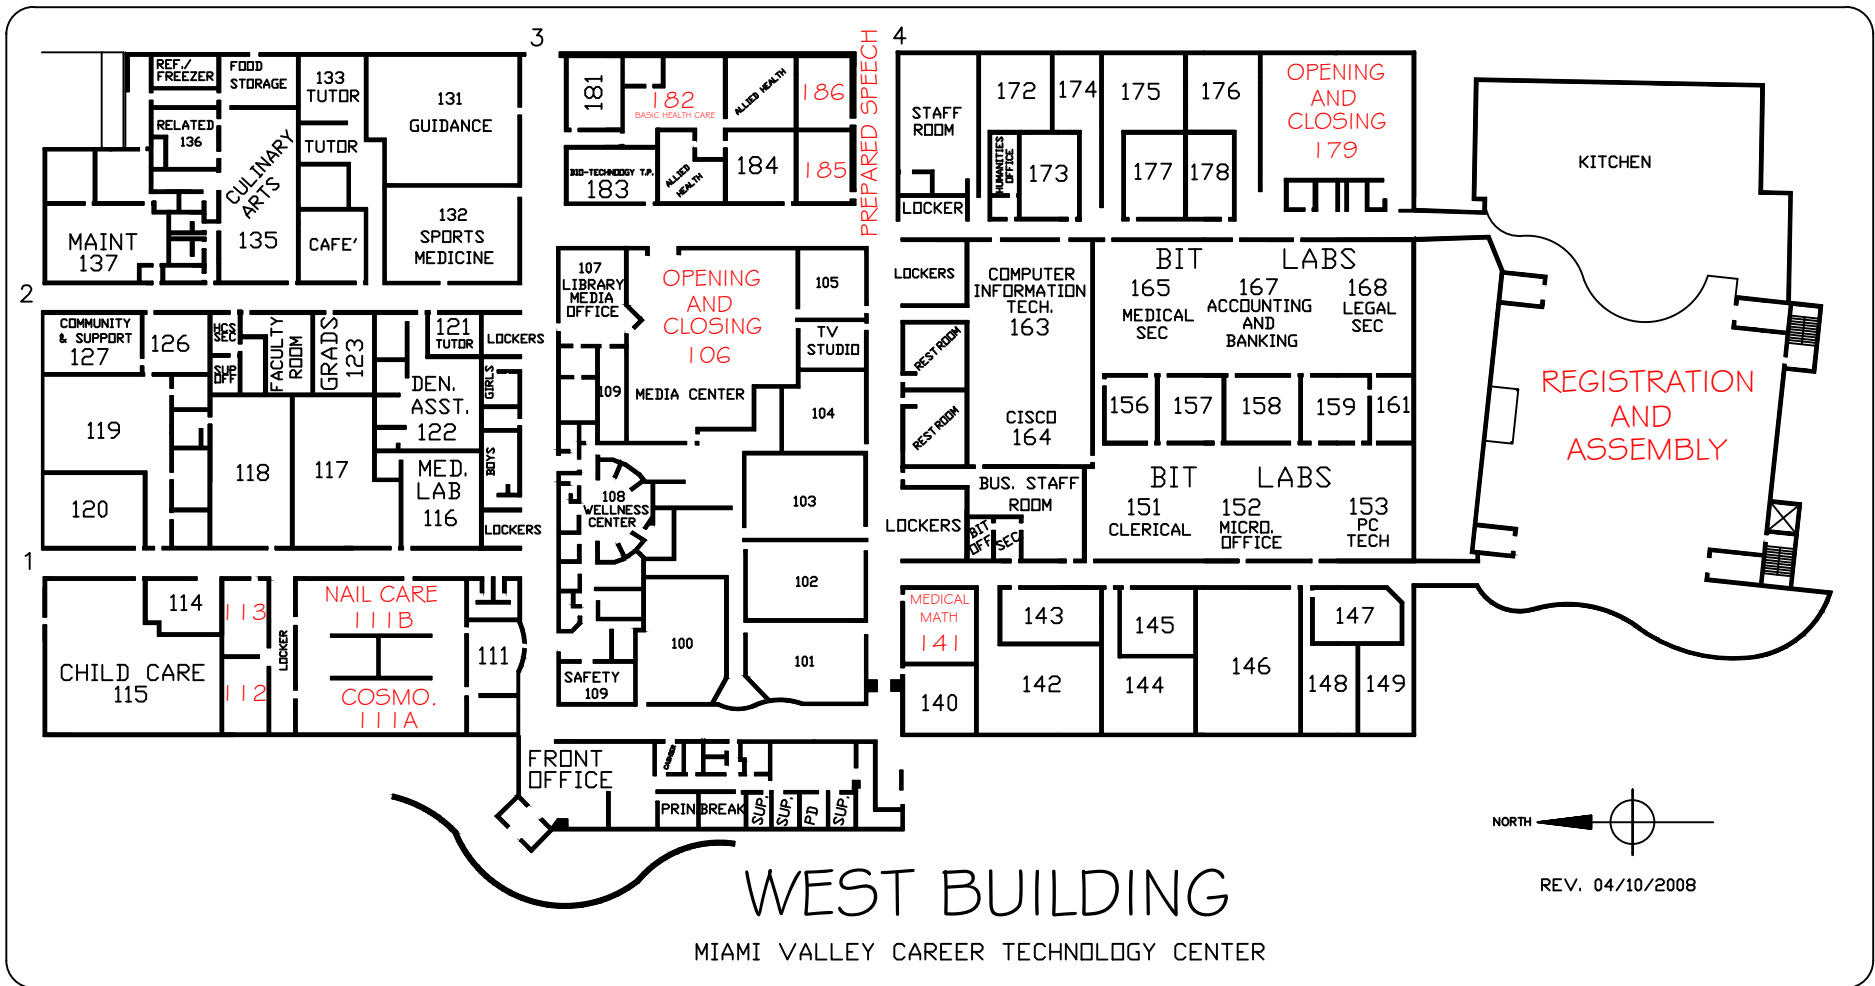 3
4
2
1
REF./
FREEZER
FOOD
STORAGE
133
TUTOR
131
GUIDANCE
RELATED
136
CULINARY
ARTS
135
TUTOR
CAFE'
132
SPORTS
MEDICINE
MAINT
137
181
182
BASIC HEALTH CARE
ALLIED HEALTH
186
PREPARED SPEECH
BIO-TECHNOLOGY T.P.
183
ALLIED
HEALTH
184
185
STAFF
ROOM
LOCKER
172
174
175
176
HUMANITIES
OFFICE
173
177
178
OPENING
AND
CLOSING
179
KITCHEN
COMMUNITY
& SUPPORT
127
126
HCS
SEC
SUP
OFF
FACULTY
ROOM
GRADS
123
121
TUTOR
LOCKERS
DEN.
ASST.
122
GIRLS
BOYS
119
120
118
117
MED.
LAB
116
LOCKERS
107
LIBRARY
MEDIA
OFFICE
OPENING
AND
CLOSING
106
MEDIA CENTER
105
TV
STUDIO
109
104
108
WELLNESS
CENTER
103
102
100
101
SAFETY
109
LOCKERS
COMPUTER
INFORMATION
TECH.
163
REST ROOM
REST ROOM
CISCO
164
BUS. STAFF
ROOM
LOCKERS
BIT
OFF
SEC
BIT LABS
165
MEDICAL
SEC
167
ACCOUNTING
AND
BANKING
168
LEGAL
SEC
156
157
158
159
161
BIT LABS
151
CLERICAL
152
MICRO.
OFFICE
153
PC
TECH
REGISTRATION
AND
ASSEMBLY
114
CHILD CARE
115
113
112
LOCKER
NAIL CARE
111B
COSMO.
111A
111
MEDICAL
MATH
141
140
143
142
145
144
146
147
148
149
FRONT
OFFICE
CASHIER
PRIN
BREAK
SUP.
SUP.
PD
SUP.
NORTH
REV. 04/10/2008
WEST BUILDING
MIAMI VALLEY CAREER TECHNOLOGY CENTER